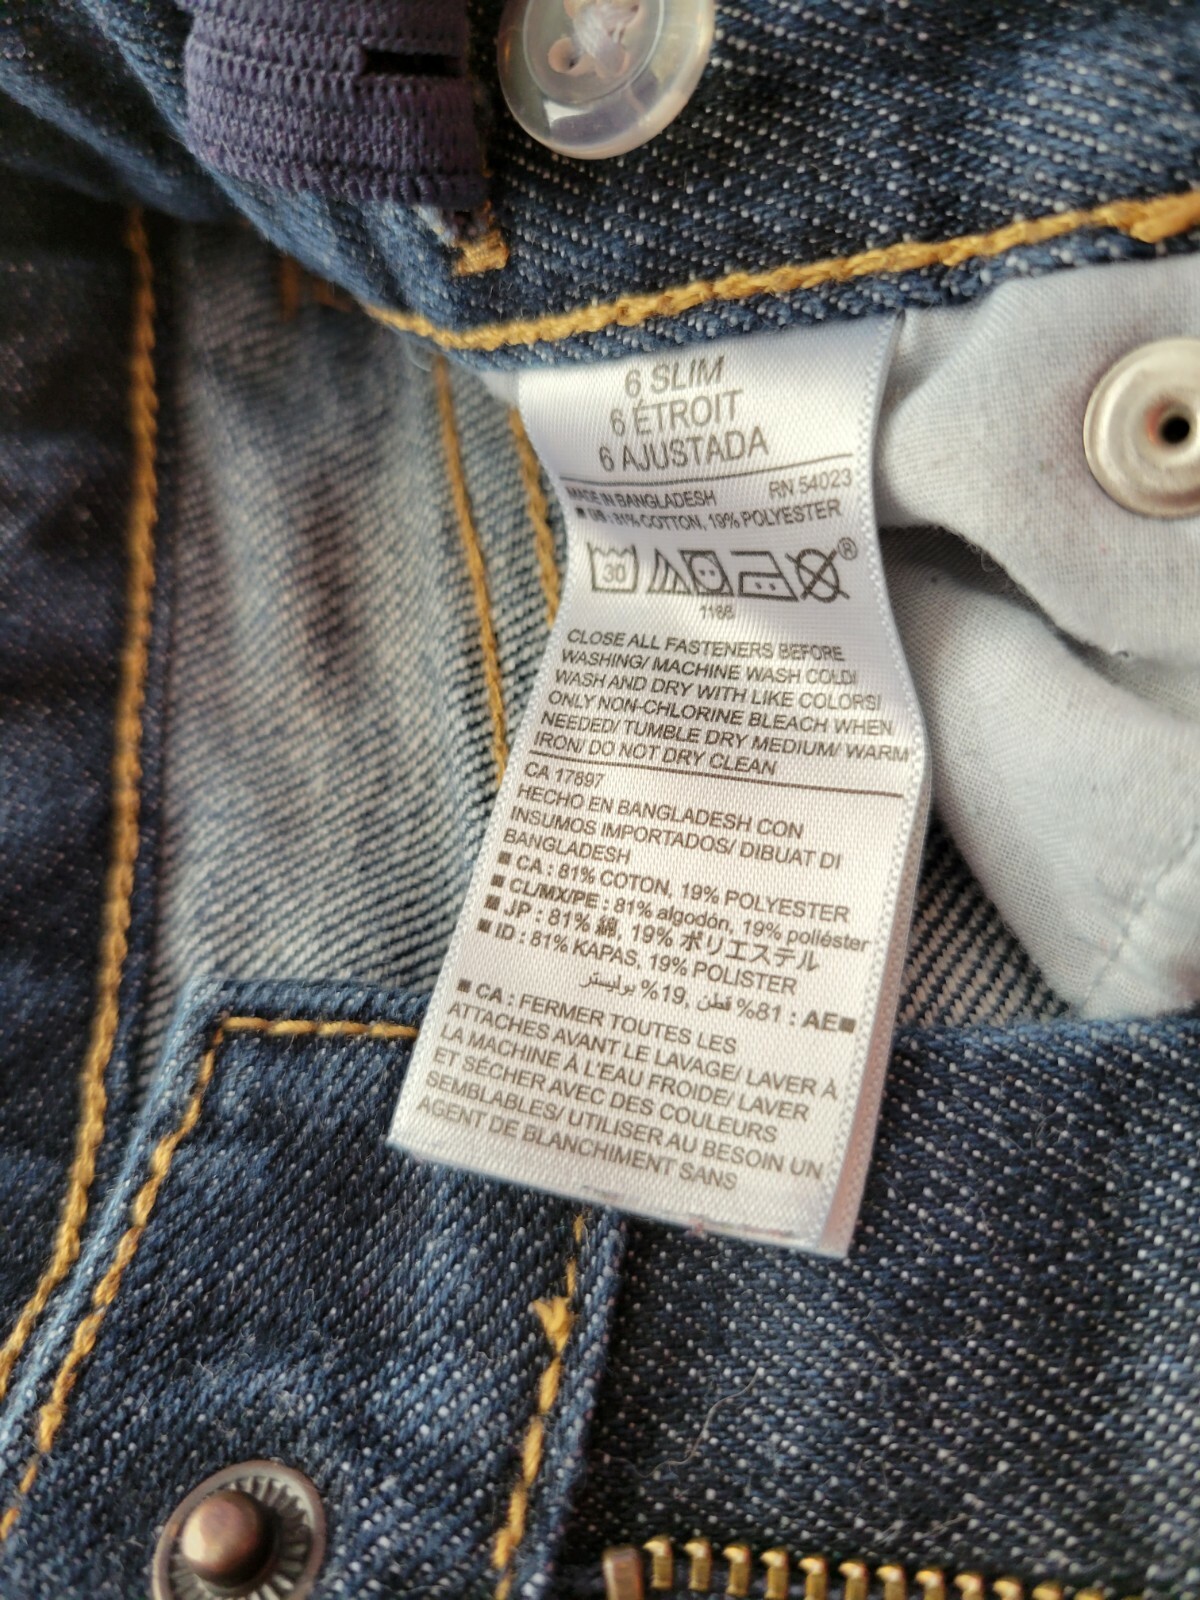 6 SLIM
6 ÉTROIT
6 AJUSTADA
MADE IN BANGLADESH RN 54023
■ US : 81% COTTON, 19% POLYESTER
30 ®
1166
CLOSE ALL FASTENERS BEFORE
WASHING/ MACHINE WASH COLD/
WASH AND DRY WITH LIKE COLORS/
ONLY NON-CHLORINE BLEACH WHEN
NEEDED/ TUMBLE DRY MEDIUM/ WARM
IRON/ DO NOT DRY CLEAN
CA 17897
HECHO EN BANGLADESH CON
INSUMOS IMPORTADOS/ DIBUAT DI
BANGLADESH
■ CA : 81% COTON, 19% POLYESTER
■ CL/MX/PE : 81% algodón, 19% poliéster
■ JP : 81% 綿, 19% ポリエステル
■ ID : 81% KAPAS, 19% POLISTER
■AE : 81% قطن, 19% بوليستر
■ CA : FERMER TOUTES LES
ATTACHES AVANT LE LAVAGE/ LAVER À
LA MACHINE À L'EAU FROIDE/ LAVER
ET SÉCHER AVEC DES COULEURS
SEMBLABLES/ UTILISER AU BESOIN UN
AGENT DE BLANCHIMENT SANS